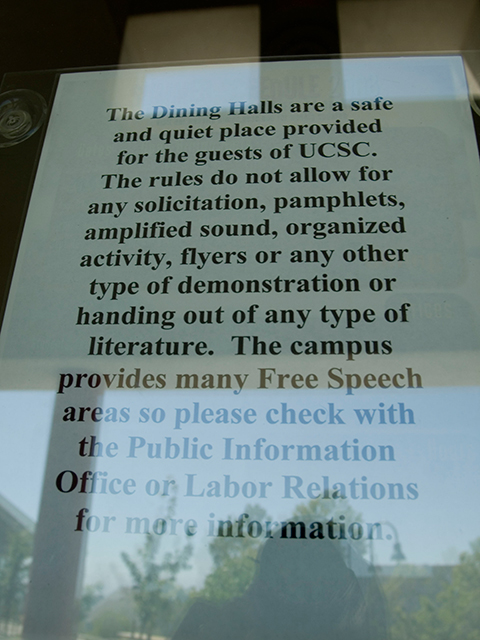 The Dining Halls are a safe
and quiet place provided
for the guests of UCSC.
The rules do not allow for
any solicitation, pamphlets,
amplified sound, organized
activity, flyers or any other
type of demonstration or
handing out of any type of
literature.  The campus
provides many Free Speech
areas so please check with
the Public Information
Office or Labor Relations
for more information.